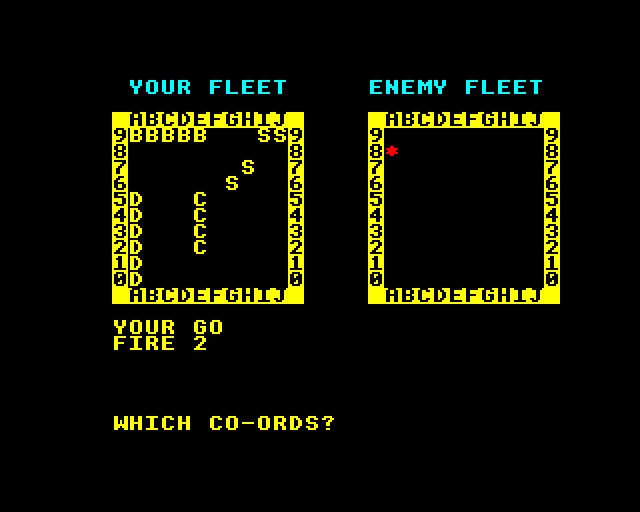 YOUR FLEET ENEMY FLEET
ABCDEFGHIJ ABCDEFGHIJ
9BBBBB SS9 9 9
8 8 8* 8
7 S 7 7 7
6 S 6 6 6
5D C 5 5 5
4D C 4 4 4
3D C 3 3 3
2D C 2 2 2
1D 1 1 1
0D 0 0 0
ABCDEFGHIJ ABCDEFGHIJ
YOUR GO
FIRE 2
WHICH CO-ORDS?